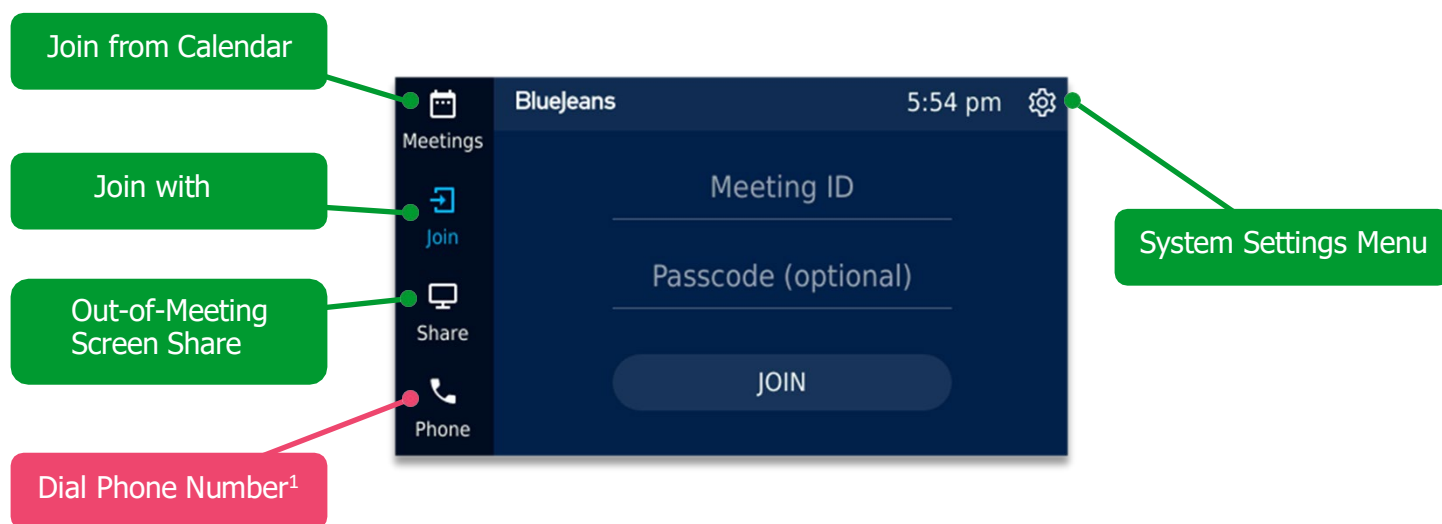 Join from Calendar
Meetings
BlueJeans
5:54 pm
Join with
Join
Meeting ID
Passcode (optional)
System Settings Menu
Out-of-Meeting
Screen Share
Share
JOIN
Phone
Dial Phone Number¹